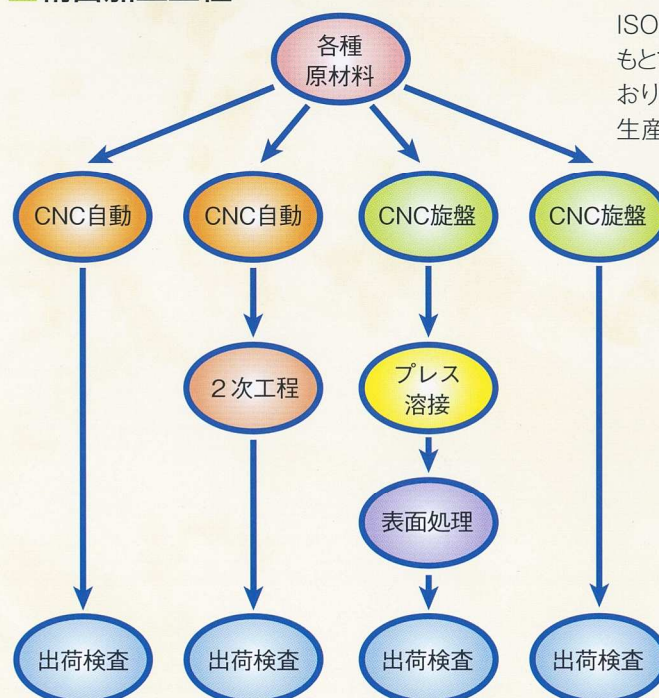 ISO
もとで
おり
生産
各種
原材料
CNC自動
CNC自動
CNC旋盤
CNC旋盤
2次工程
プレス
溶接
表面処理
出荷検査
出荷検査
出荷検査
出荷検査